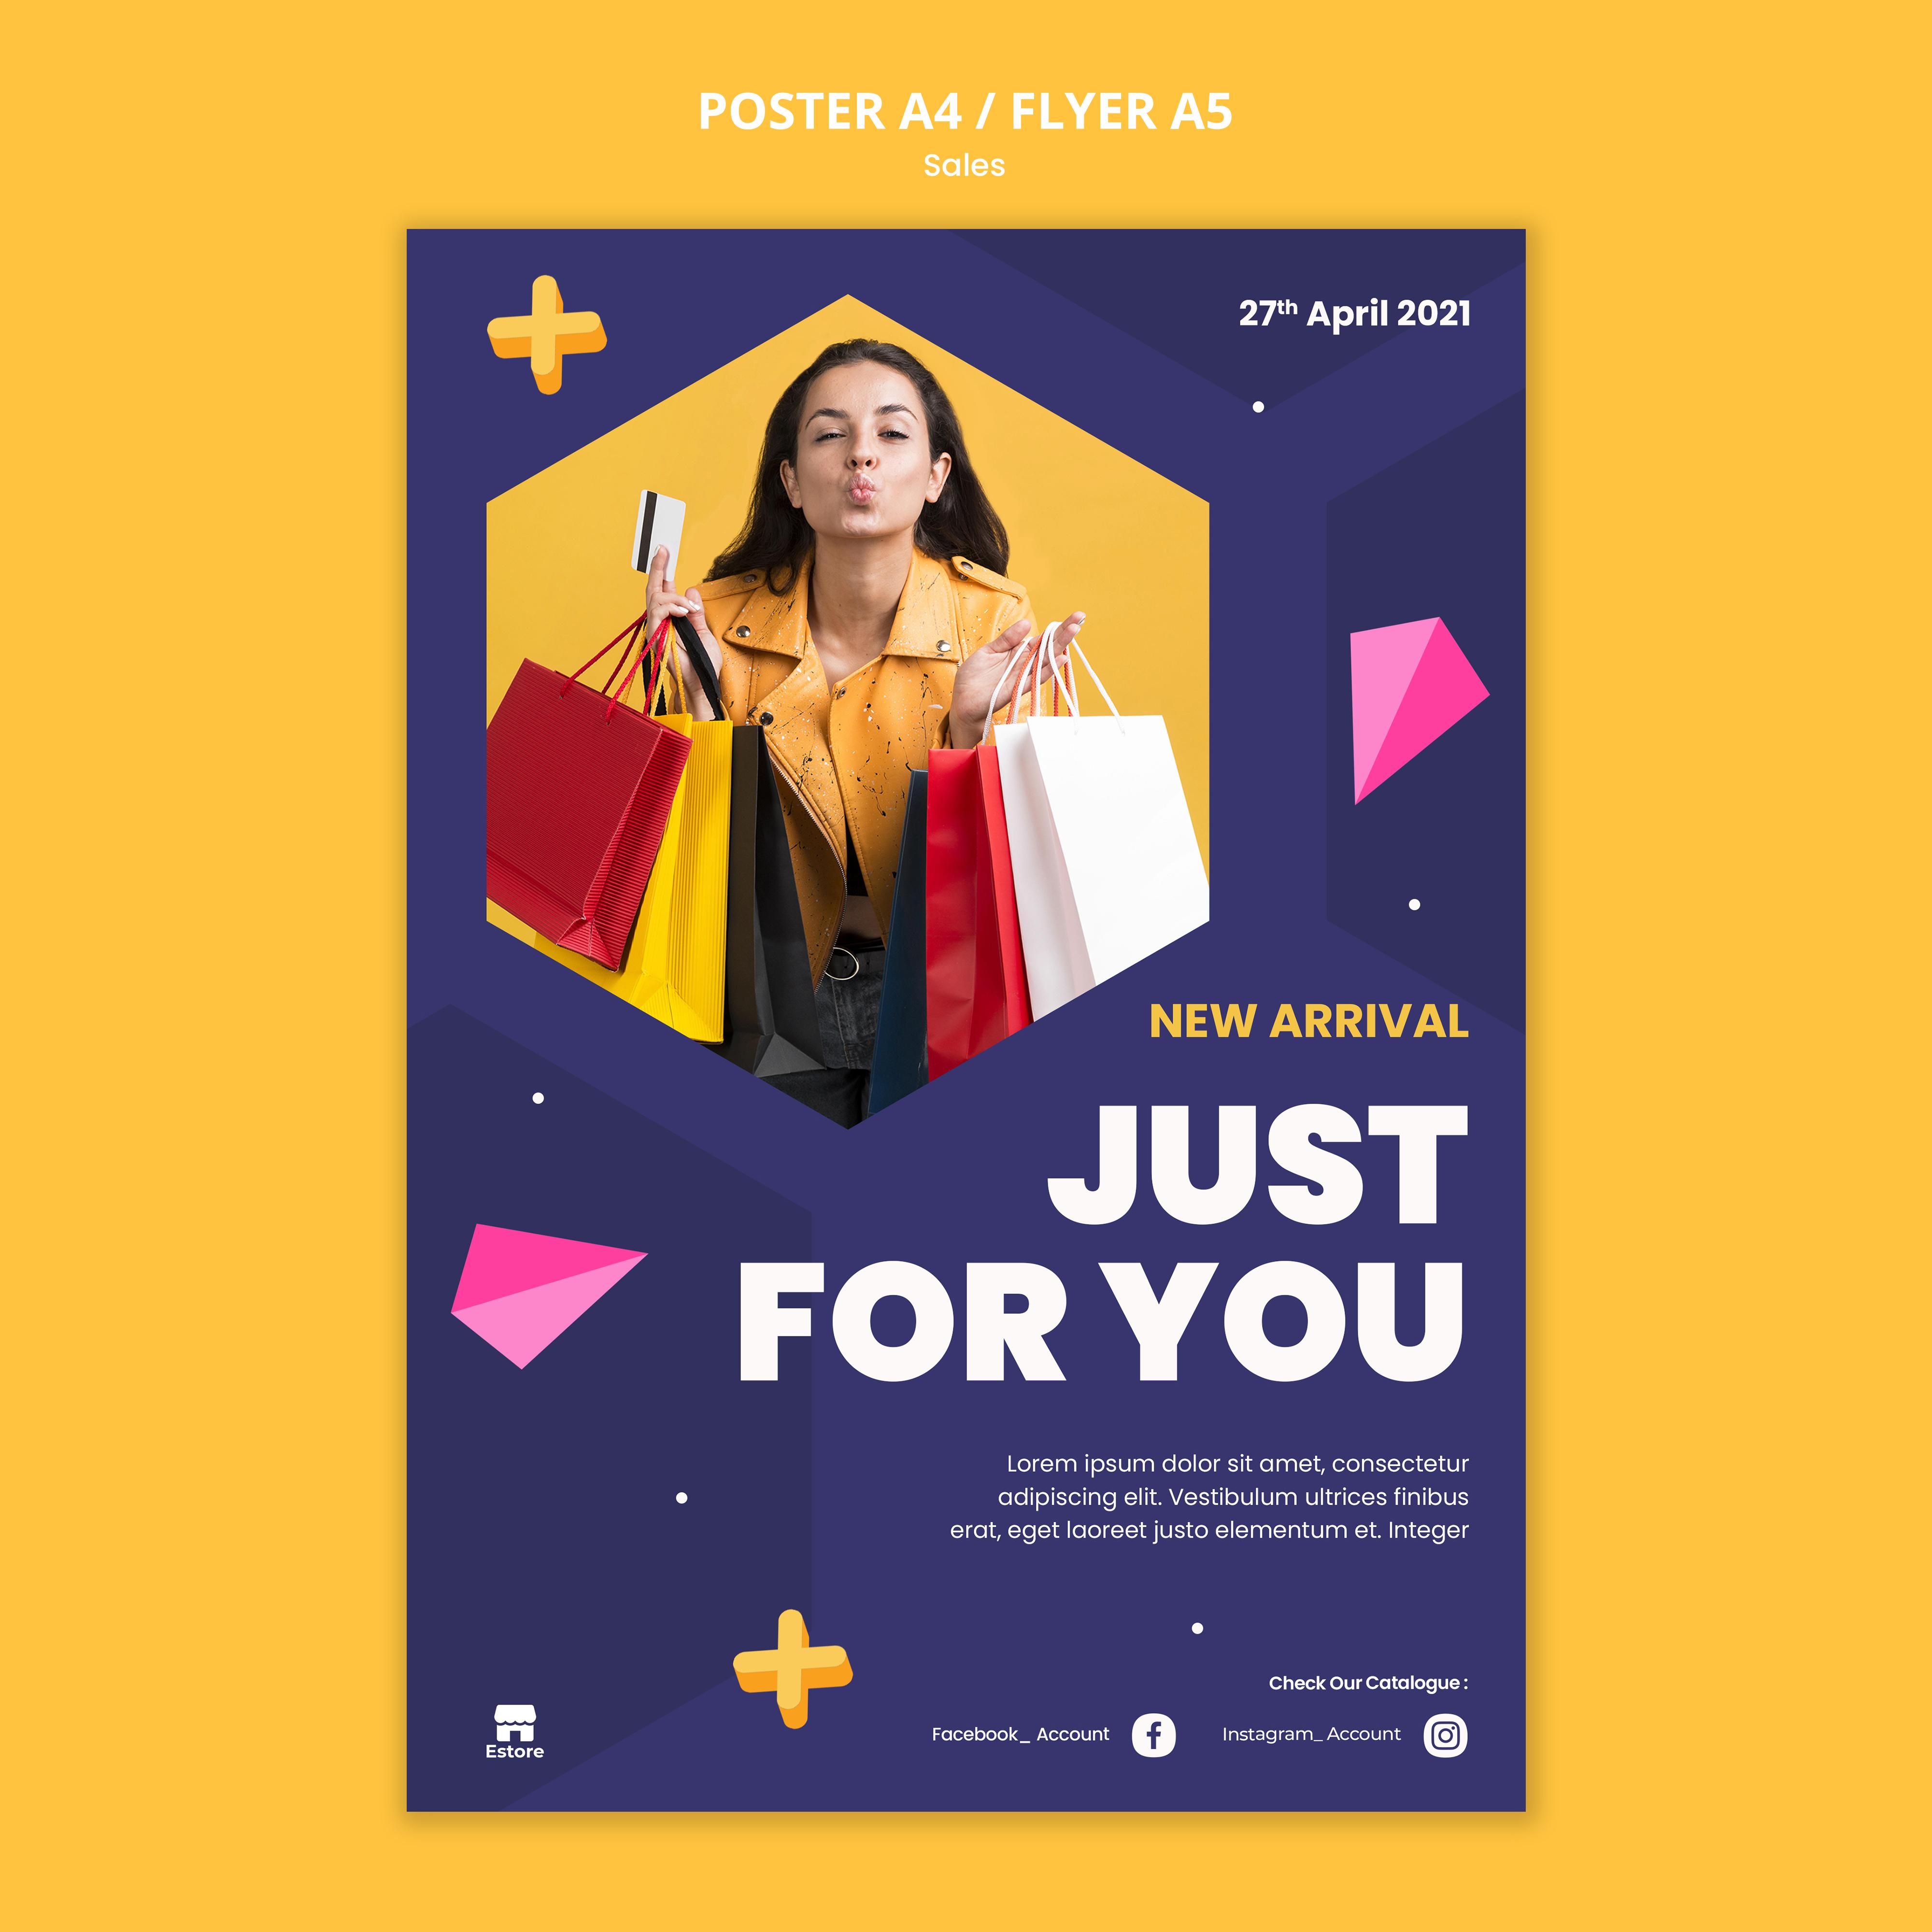 POSTER A4 / FLYER A5
Sales
27th April 2021
NEW ARRIVAL
JUST
FOR YOU
Lorem ipsum dolor sit amet, consectetur
adipiscing elit. Vestibulum ultrices finibus
erat, eget laoreet justo elementum et. Integer
Check Our Catalogue :
Facebook_ Account
Instagram_ Account
Estore